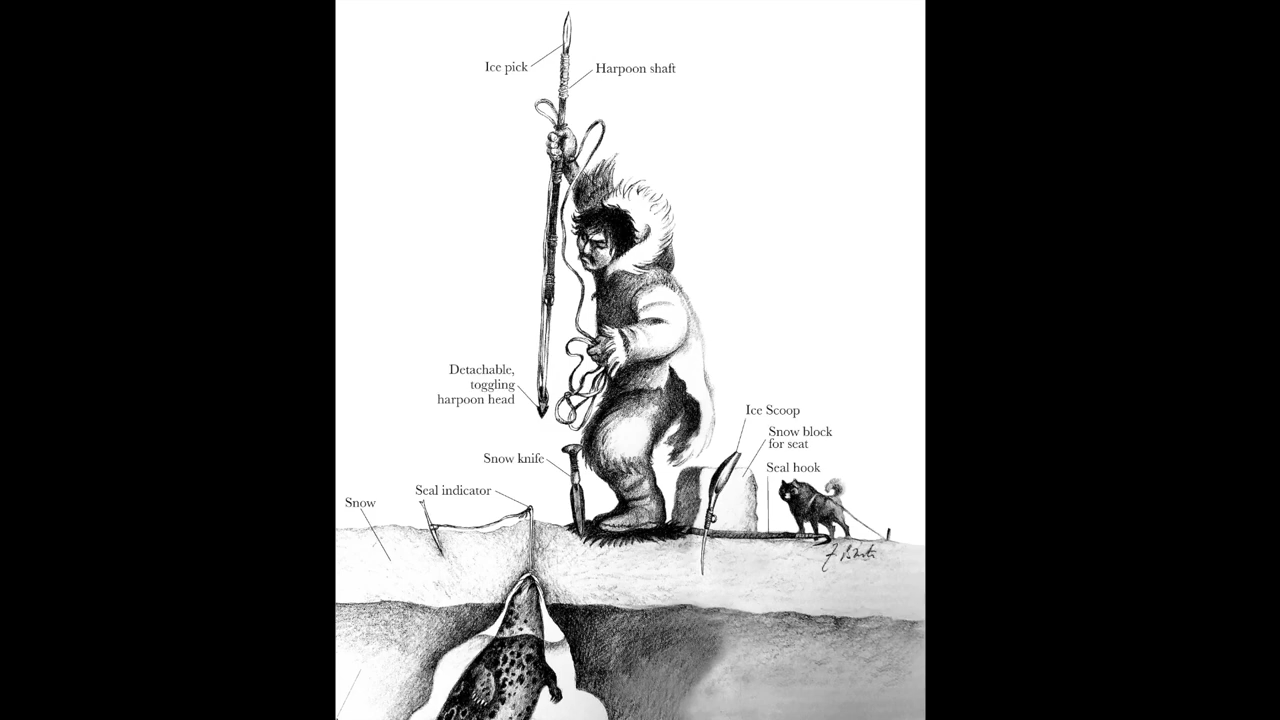 Ice pick
Harpoon shaft
Detachable,
toggling
harpoon head
Ice Scoop
Snow block
for seat
Snow knife
Seal hook
Seal indicator
Snow